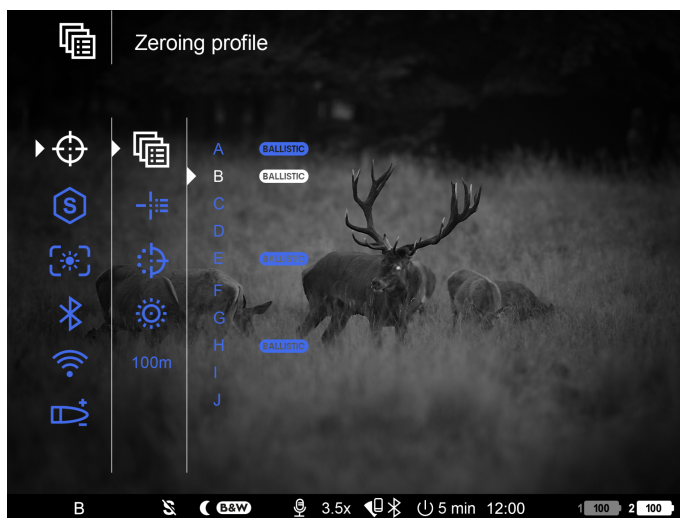 Zeroing profile
A BALLISTIC
B BALLISTIC
C
D
E BALLISTIC
F
G
H BALLISTIC
I
J
S
100m
B S B&W 3.5x 5 min 12:00 1 100 2 100